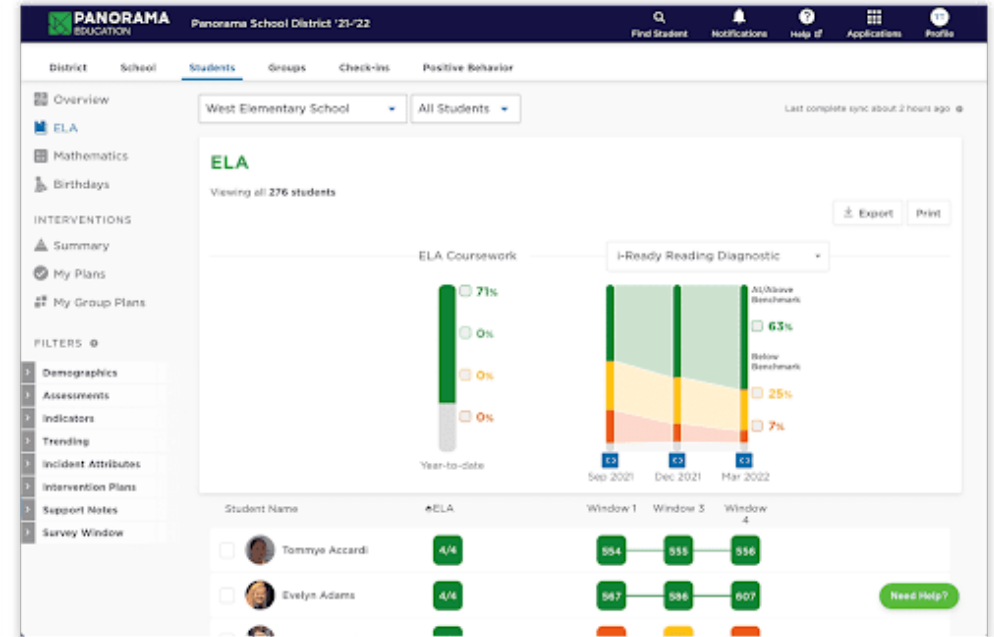 PANORAMA
EDUCATION
Panorama School District '21-'22
Find Student
Notifications
Help
Applications
Profile
District
School
Students
Groups
Check-ins
Positive Behavior
Overview
ELA
Mathematics
Birthdays
INTERVENTIONS
Summary
My Plans
My Group Plans
FILTERS
Demographics
Assessments
Indicators
Trending
Incident Attributes
Intervention Plans
Support Notes
Survey Window
West Elementary School
All Students
Last complete sync about 2 hours ago
ELA
Viewing all 276 students
Export
Print
ELA Coursework
71%
0%
0%
0%
Year-to-date
i-Ready Reading Diagnostic
At/Above
Benchmark
63%
Below
Benchmark
25%
7%
Sep 2021
Dec 2021
Mar 2022
Student Name
ELA
Window 1
Window 3
Window
4
Tommye Accardi
4/4
554
555
556
Evelyn Adams
4/4
567
586
607
Need Help?